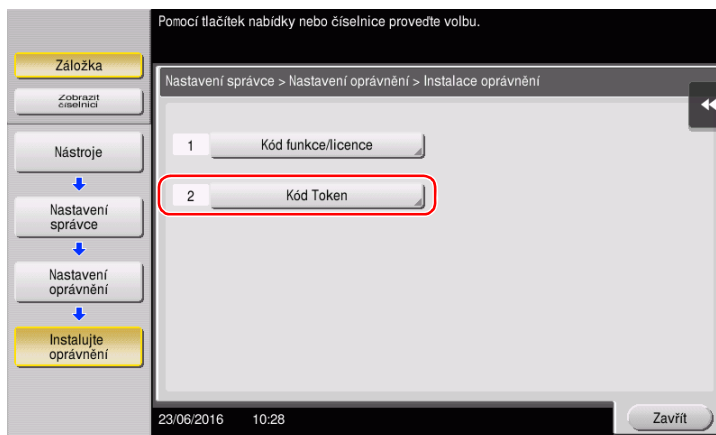 Pomocí tlačítek nabídky nebo číselnice proveďte volbu.
Záložka
Zobrazit
číselnici
Nastavení správce > Nastavení oprávnění > Instalace oprávnění
1 Kód funkce/licence
Nástroje
2 Kód Token
Nastavení
správce
Nastavení
oprávnění
Instalujte
oprávnění
23/06/2016 10:28
Zavřít